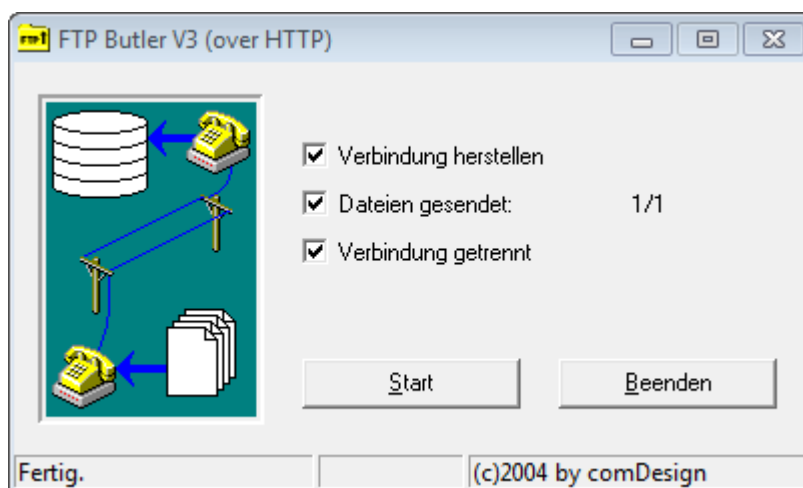 FTP Butler V3 (over HTTP)
Verbindung herstellen
Dateien gesendet: 1/1
Verbindung getrennt
Start Beenden
Fertig. (c)2004 by comDesign